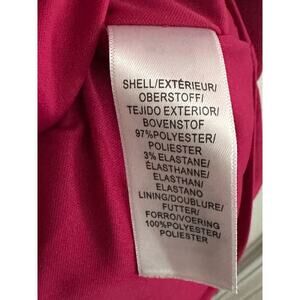 SHELL/EXTÉRIEUR/
OBERSTOFF/
TEJIDO EXTERIOR/
BOVENSTOF
97%POLYESTER/
POLIESTER
3% ELASTANE/
ÉLASTHANNE/
ELASTHAN/
ELASTANO
LINING/DOUBLURE/
FUTTER/
FORRO/VOERING
100%POLYESTER/
POLIESTER